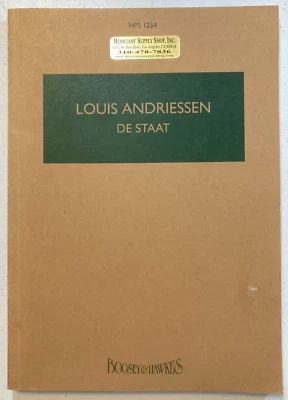 HPS 1234
MUSICIANS' SUPPLY SHOP, INC.
310-478-7836
LOUIS ANDRIESSEN
DE STAAT
BOOSEY & HAWKES